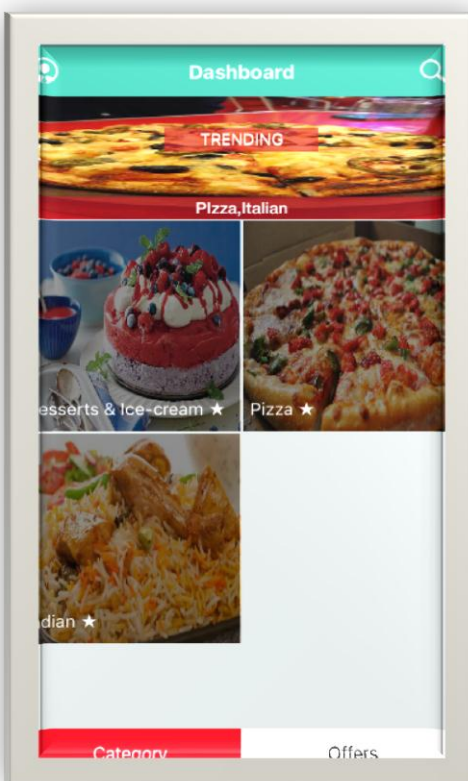 Dashboard
TRENDING
PIzza,Italian
esserts & Ice-cream ★
Pizza ★
dian ★
Category
Offers